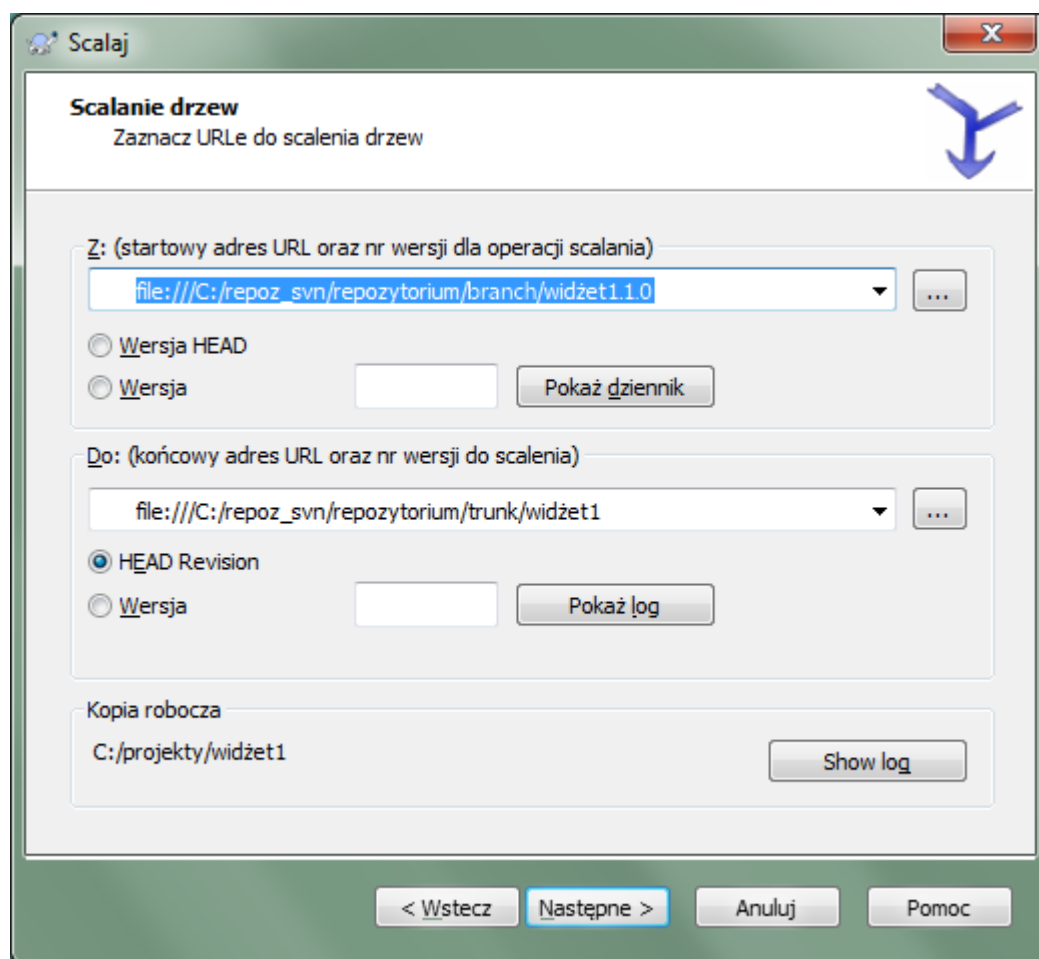 Scalaj
Scalanie drzew
Zaznacz URLe do scalenia drzew
Z: (startowy adres URL oraz nr wersji dla operacji scalania)
file:///C:/repoz_svn/repozytorium/branch/widżet1.1.0
...
Wersja HEAD
Wersja
Pokaż dziennik
Do: (końcowy adres URL oraz nr wersji do scalenia)
file:///C:/repoz_svn/repozytorium/trunk/widżet1
...
HEAD Revision
Wersja
Pokaż log
Kopia robocza
C:/projekty/widżet1
Show log
< Wstecz
Następne >
Anuluj
Pomoc